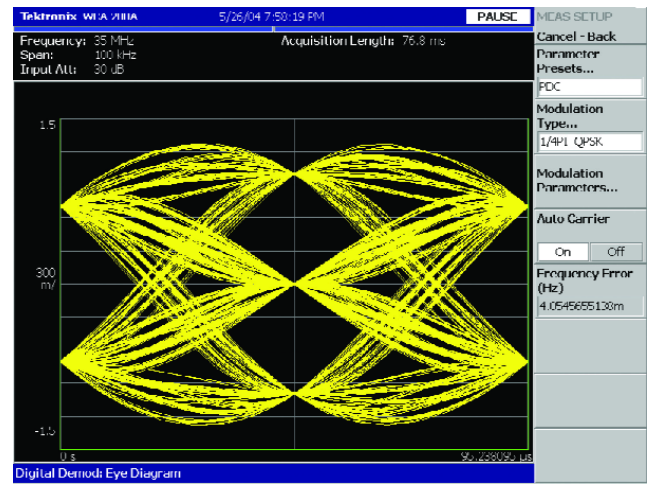 Tektronix WCA 200A 5/26/04 7:50:19 PM PAUSE MEAS SETUP
Cancel - Back
Frequency: 35 MHz Acquisition Length: 76.8 ms
Span: 100 kHz
Input Att: 30 dB
Parameter
Presets...
PDC
Modulation
Type...
1/4PI QPSK
Modulation
Parameters...
Auto Carrier
On Off
Frequency Error
(Hz)
1.5
300
m/
-1.5
0 s 95.238095 µs
Digital Demod: Eye Diagram